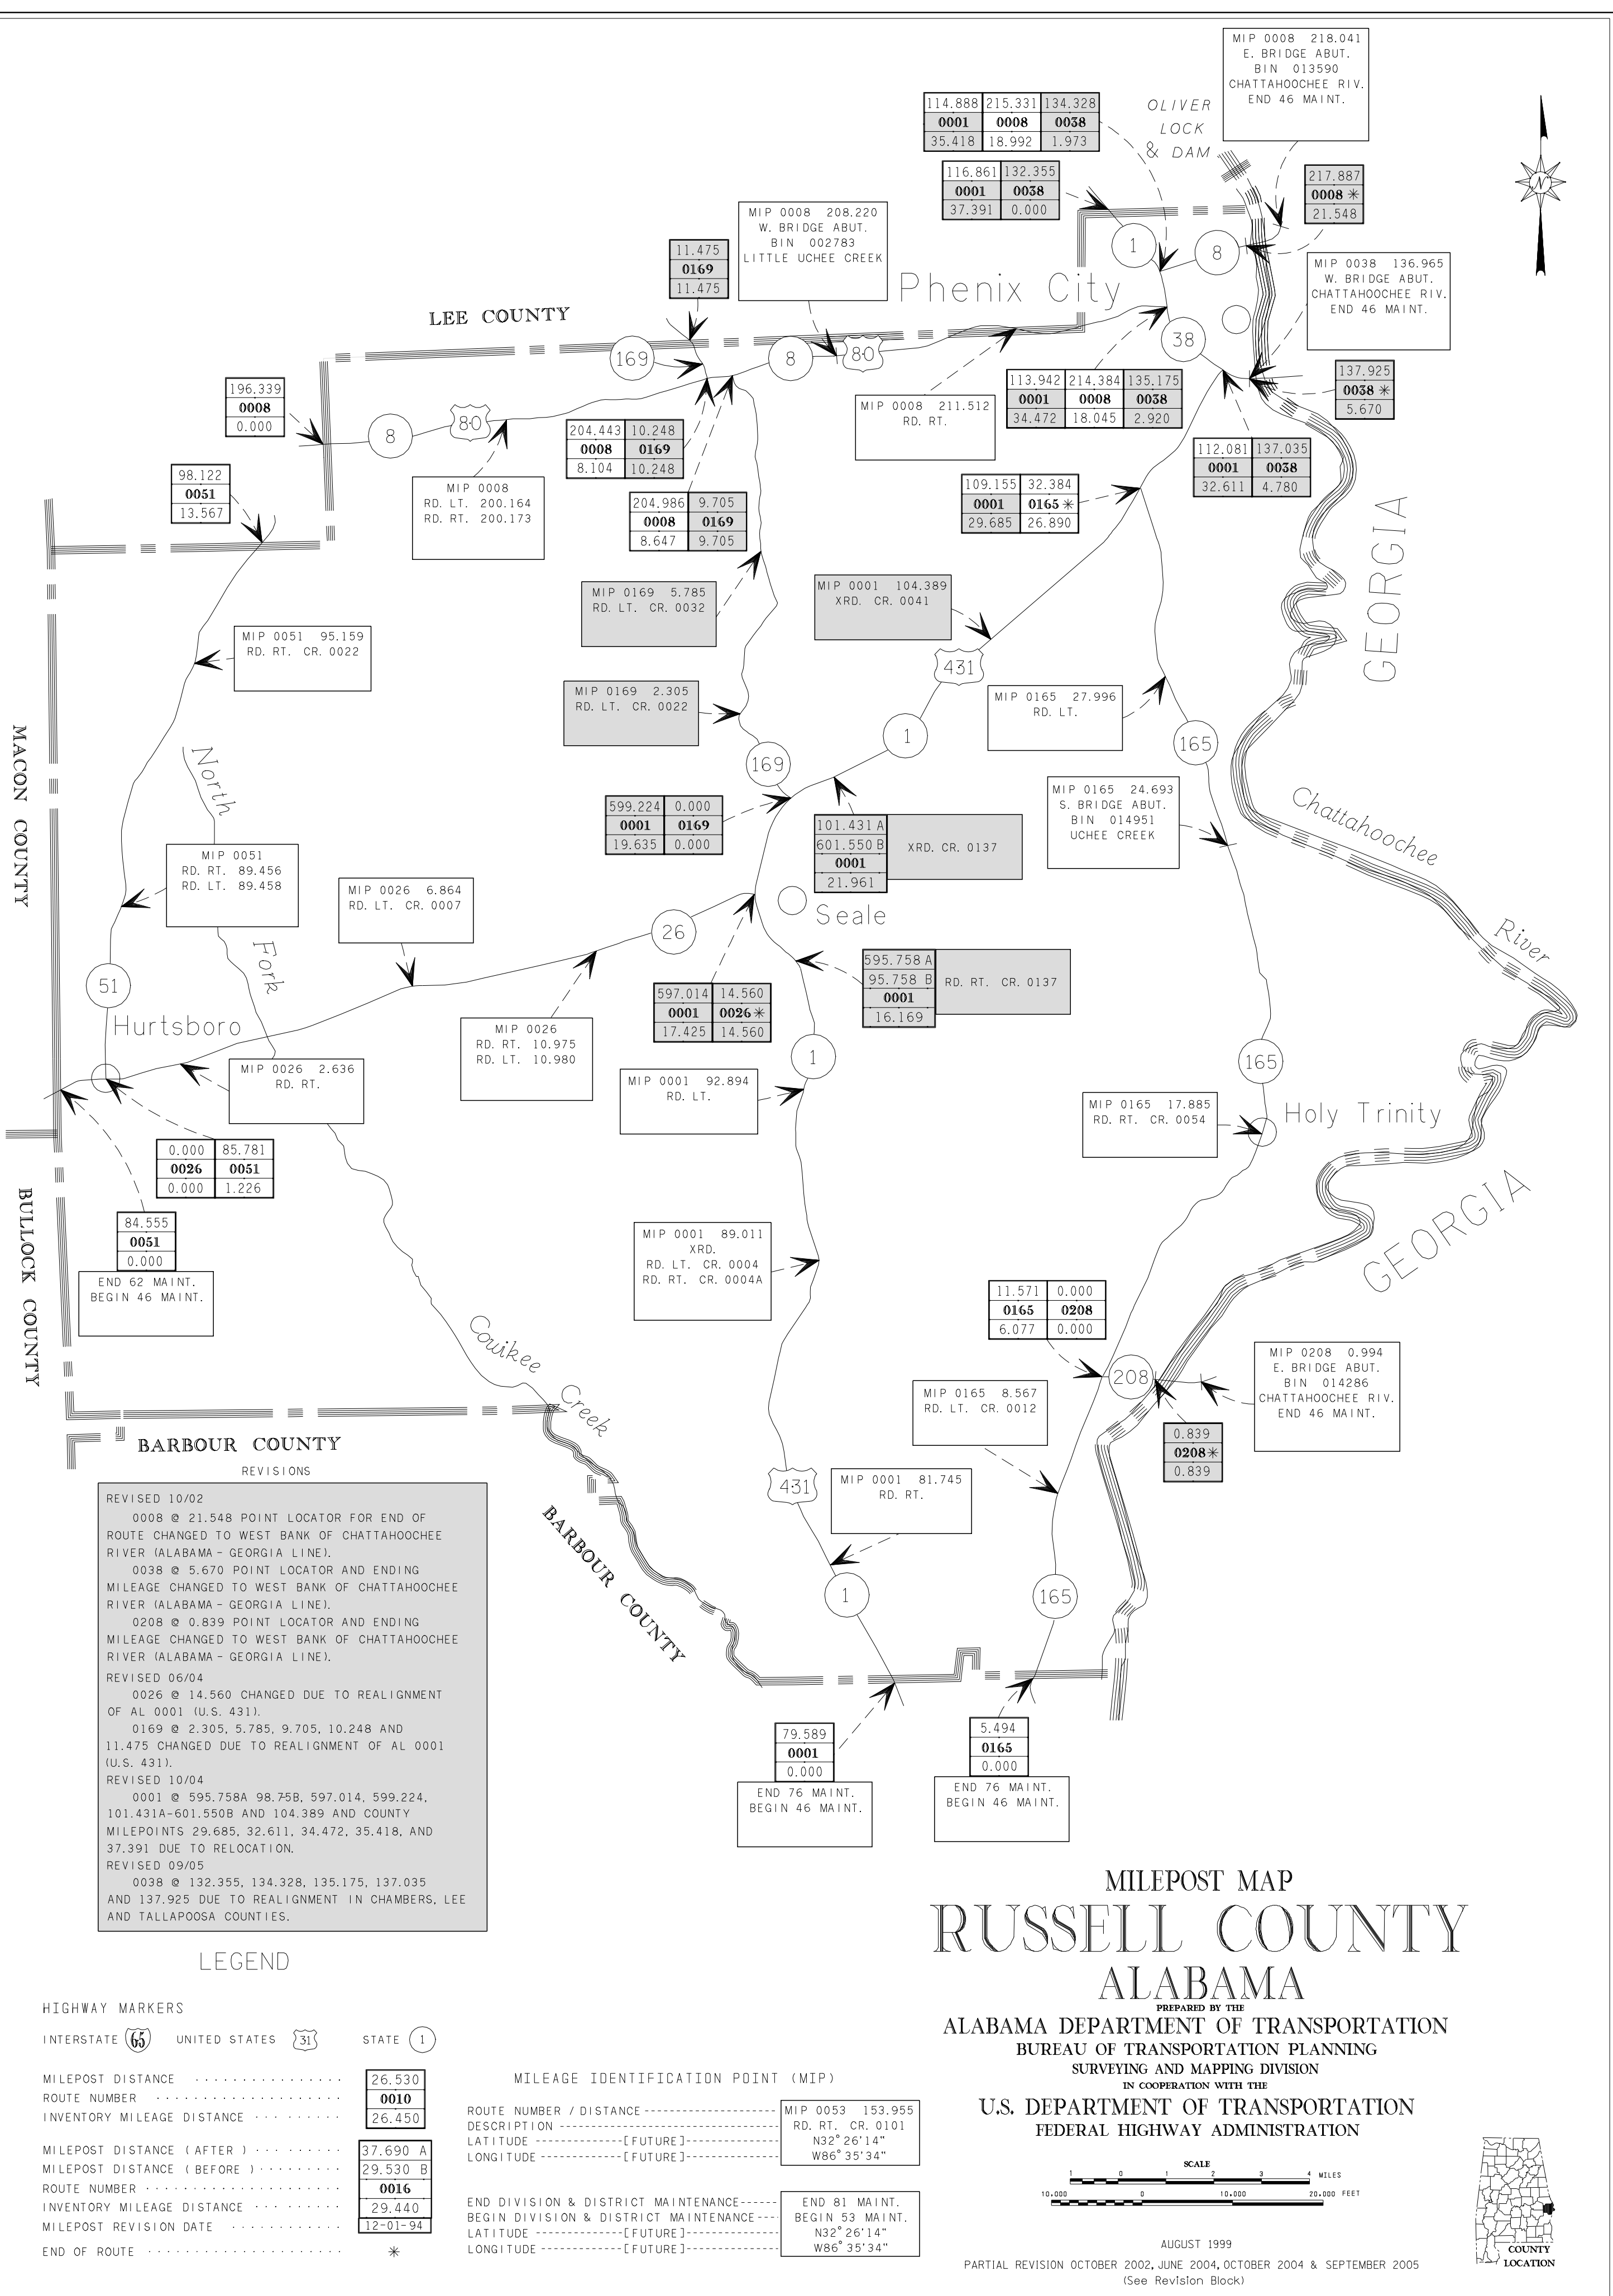 MIP 0008 218.041
E. BRIDGE ABUT.
BIN 013590
CHATTAHOOCHEE RIV.
END 46 MAINT.
114.888 215.331 134.328
0001 0008 0038
35.418 18.992 1.973
OLIVER
LOCK
& DAM
116.861 132.355
0001 0038
37.391 0.000
217.887
0008 *
21.548
N
MIP 0008 208.220
W. BRIDGE ABUT.
BIN 002783
LITTLE UCHEE CREEK
1
8
11.475
0169
11.475
MIP 0038 136.965
W. BRIDGE ABUT.
CHATTAHOOCHEE RIV.
END 46 MAINT.
Phenix City
LEE COUNTY
169
8
80
38
196.339
0008
0.000
113.942 214.384 135.175
0001 0008 0038
34.472 18.045 2.920
137.925
0038 *
5.670
MIP 0008 211.512
RD. RT.
8
80
204.443 10.248
0008 0169
8.104 10.248
112.081 137.035
0001 0038
32.611 4.780
98.122
0051
13.567
MIP 0008
RD. LT. 200.164
RD. RT. 200.173
109.155 32.384
0001 0165 *
29.685 26.890
204.986 9.705
0008 0169
8.647 9.705
GEORGIA
MIP 0169 5.785
RD. LT. CR. 0032
MIP 0001 104.389
XRD. CR. 0041
MIP 0051 95.159
RD. RT. CR. 0022
431
MIP 0169 2.305
RD. LT. CR. 0022
MIP 0165 27.996
RD. LT.
MACON COUNTY
North
1
165
169
MIP 0165 24.693
S. BRIDGE ABUT.
BIN 014951
UCHEE CREEK
Chattahoochee
599.224 0.000
0001 0169
19.635 0.000
101.431 A
601.550 B
0001
21.961
XRD. CR. 0137
MIP 0051
RD. RT. 89.456
RD. LT. 89.458
MIP 0026 6.864
RD. LT. CR. 0007
Seale
26
River
Fork
595.758 A
95.758 B
0001
16.169
RD. RT. CR. 0137
51
597.014 14.560
0001 0026 *
17.425 14.560
Hurtsboro
MIP 0026
RD. RT. 10.975
RD. LT. 10.980
1
165
MIP 0026 2.636
RD. RT.
MIP 0001 92.894
RD. LT.
MIP 0165 17.885
RD. RT. CR. 0054
Holy Trinity
0.000 85.781
0026 0051
0.000 1.226
BULLOCK COUNTY
84.555
0051
0.000
END 62 MAINT.
BEGIN 46 MAINT.
MIP 0001 89.011
XRD.
RD. LT. CR. 0004
RD. RT. CR. 0004A
GEORGIA
11.571 0.000
0165 0208
6.077 0.000
Cowikee
Creek
208
MIP 0208 0.994
E. BRIDGE ABUT.
BIN 014286
CHATTAHOOCHEE RIV.
END 46 MAINT.
MIP 0165 8.567
RD. LT. CR. 0012
0.839
0208 *
0.839
BARBOUR COUNTY
431
MIP 0001 81.745
RD. RT.
BARBOUR COUNTY
1
165
79.589
0001
0.000
END 76 MAINT.
BEGIN 46 MAINT.
5.494
0165
0.000
END 76 MAINT.
BEGIN 46 MAINT.
REVISIONS
REVISED 10/02
0008 @ 21.548 POINT LOCATOR FOR END OF
ROUTE CHANGED TO WEST BANK OF CHATTAHOOCHEE
RIVER (ALABAMA - GEORGIA LINE).
0038 @ 5.670 POINT LOCATOR AND ENDING
MILEAGE CHANGED TO WEST BANK OF CHATTAHOOCHEE
RIVER (ALABAMA - GEORGIA LINE).
0208 @ 0.839 POINT LOCATOR AND ENDING
MILEAGE CHANGED TO WEST BANK OF CHATTAHOOCHEE
RIVER (ALABAMA - GEORGIA LINE).
REVISED 06/04
0026 @ 14.560 CHANGED DUE TO REALIGNMENT
OF AL 0001 (U.S. 431).
0169 @ 2.305, 5.785, 9.705, 10.248 AND
11.475 CHANGED DUE TO REALIGNMENT OF AL 0001
(U.S. 431).
REVISED 10/04
0001 @ 595.758A 98.75B, 597.014, 599.224,
101.431A-601.550B AND 104.389 AND COUNTY
MILEPOINTS 29.685, 32.611, 34.472, 35.418, AND
37.391 DUE TO RELOCATION.
REVISED 09/05
0038 @ 132.355, 134.328, 135.175, 137.035
AND 137.925 DUE TO REALIGNMENT IN CHAMBERS, LEE
AND TALLAPOOSA COUNTIES.
LEGEND
HIGHWAY MARKERS
INTERSTATE 65 UNITED STATES 31 STATE 1
MILEPOST DISTANCE 26.530
ROUTE NUMBER 0010
INVENTORY MILEAGE DISTANCE 26.450
MILEPOST DISTANCE ( AFTER ) 37.690 A
MILEPOST DISTANCE ( BEFORE ) 29.530 B
ROUTE NUMBER 0016
INVENTORY MILEAGE DISTANCE 29.440
MILEPOST REVISION DATE 12-01-94
END OF ROUTE *
MILEAGE IDENTIFICATION POINT (MIP)
ROUTE NUMBER / DISTANCE MIP 0053 153.955
DESCRIPTION RD. RT. CR. 0101
LATITUDE [FUTURE] N32°26'14"
LONGITUDE [FUTURE] W86°35'34"
END DIVISION & DISTRICT MAINTENANCE END 81 MAINT.
BEGIN DIVISION & DISTRICT MAINTENANCE BEGIN 53 MAINT.
LATITUDE [FUTURE] N32°26'14"
LONGITUDE [FUTURE] W86°35'34"
MILEPOST MAP
RUSSELL COUNTY
ALABAMA
PREPARED BY THE
ALABAMA DEPARTMENT OF TRANSPORTATION
BUREAU OF TRANSPORTATION PLANNING
SURVEYING AND MAPPING DIVISION
IN COOPERATION WITH THE
U.S. DEPARTMENT OF TRANSPORTATION
FEDERAL HIGHWAY ADMINISTRATION
SCALE
1 0 1 2 3 4 MILES
10,000 0 10,000 20,000 FEET
AUGUST 1999
PARTIAL REVISION OCTOBER 2002, JUNE 2004, OCTOBER 2004 & SEPTEMBER 2005
(See Revision Block)
COUNTY
LOCATION